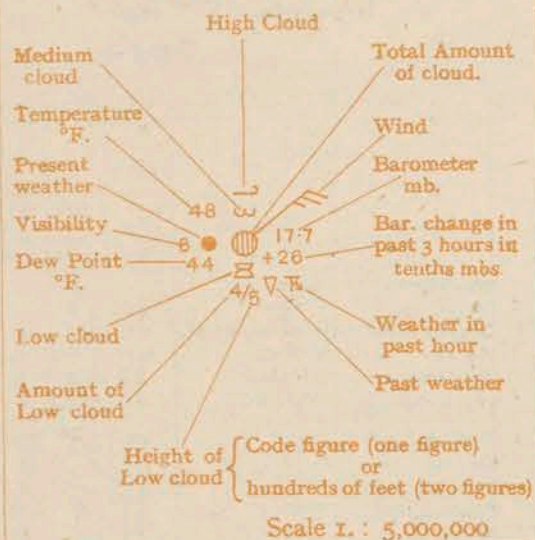 High Cloud
Medium
cloud
Total Amount
of cloud.
Temperature
°F.
Wind
Present
weather
Barometer
mb.
48
Visibility
6
17·7
Bar. change in
past 3 hours in
tenths mbs.
Dew Point
°F.
44
+26
4/5
Low cloud
Weather in
past hour
Amount of
Low cloud
Past weather
Height of
Low cloud
Code figure (one figure)
or
hundreds of feet (two figures)
Scale 1. : 5,000,000